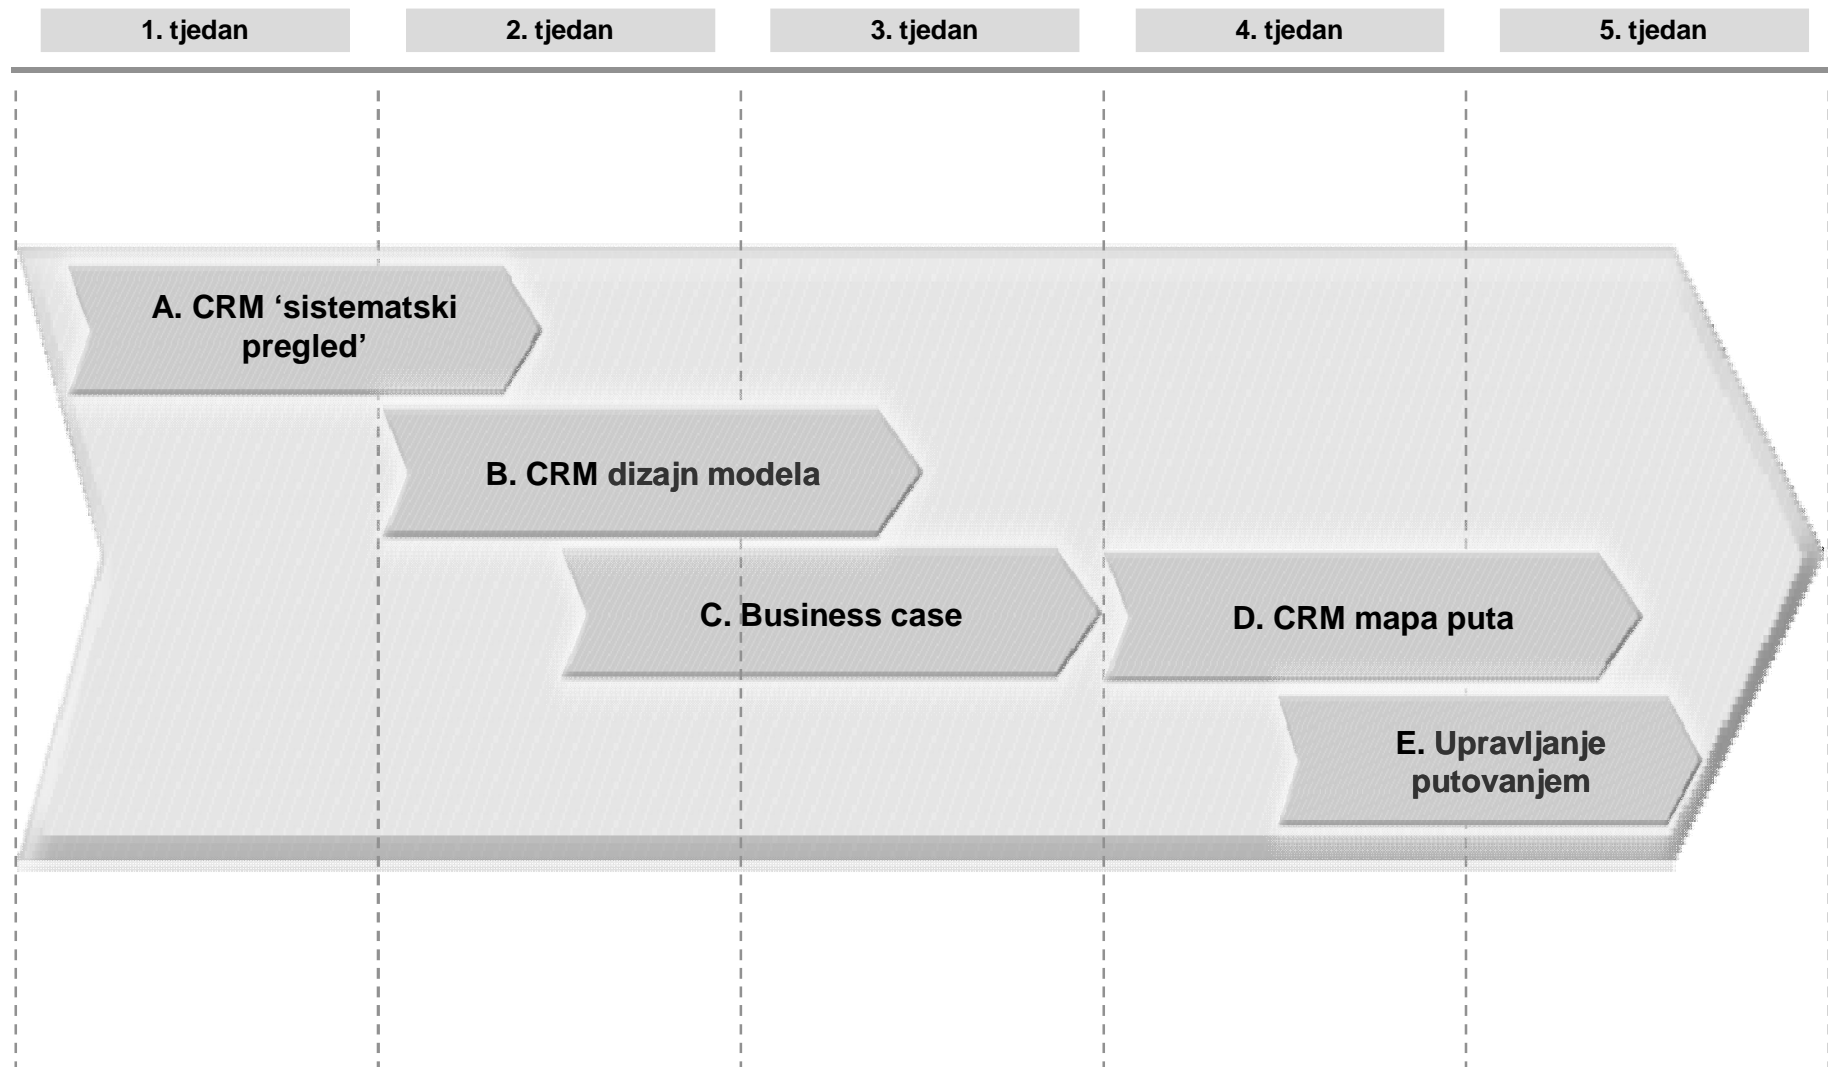 1. tjedan
2. tjedan
3. tjedan
4. tjedan
5. tjedan
A. CRM ‘sistematski
pregled’
B. CRM dizajn modela
C. Business case
D. CRM mapa puta
E. Upravljanje
putovanjem